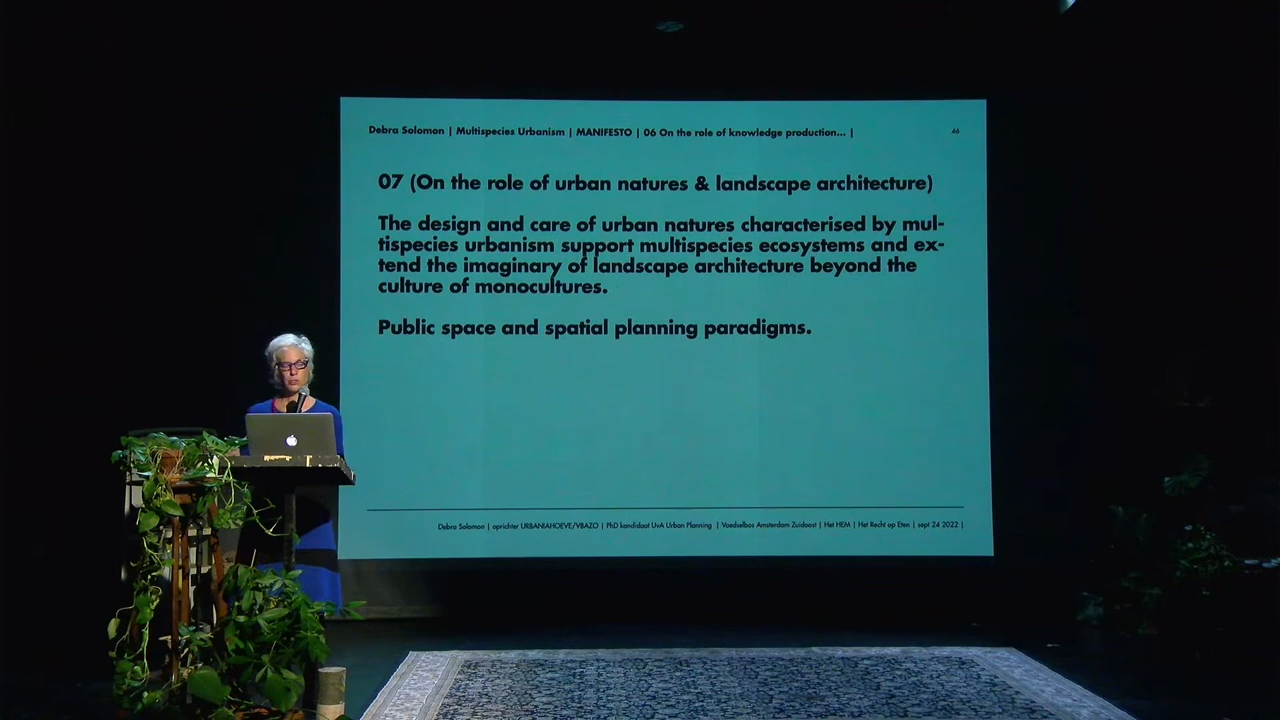 Debra Solomon | Multispecies Urbanism | MANIFESTO | 06 On the role of knowledge production... |
46
07 (On the role of urban natures & landscape architecture)
The design and care of urban natures characterised by mul-
tispecies urbanism support multispecies ecosystems and ex-
tend the imaginary of landscape architecture beyond the
culture of monocultures.
Public space and spatial planning paradigms.
Debra Solomon | oprichter URBANIAHOEVE/VBAZO | PhD kandidaat UvA Urban Planning | Voedselbos Amsterdam Zuidoost | Het HEM | Het Recht op Eten | sept 24 2022 |